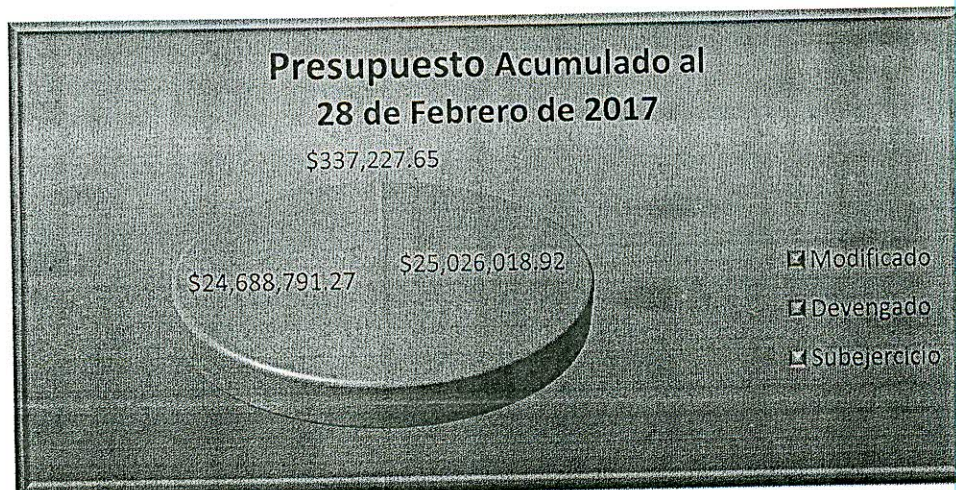 Presupuesto Acumulado al
28 de Febrero de 2017
$337,227.65
$24,688,791.27
$25,026,018.92
Modificado
Devengado
Subejercicio